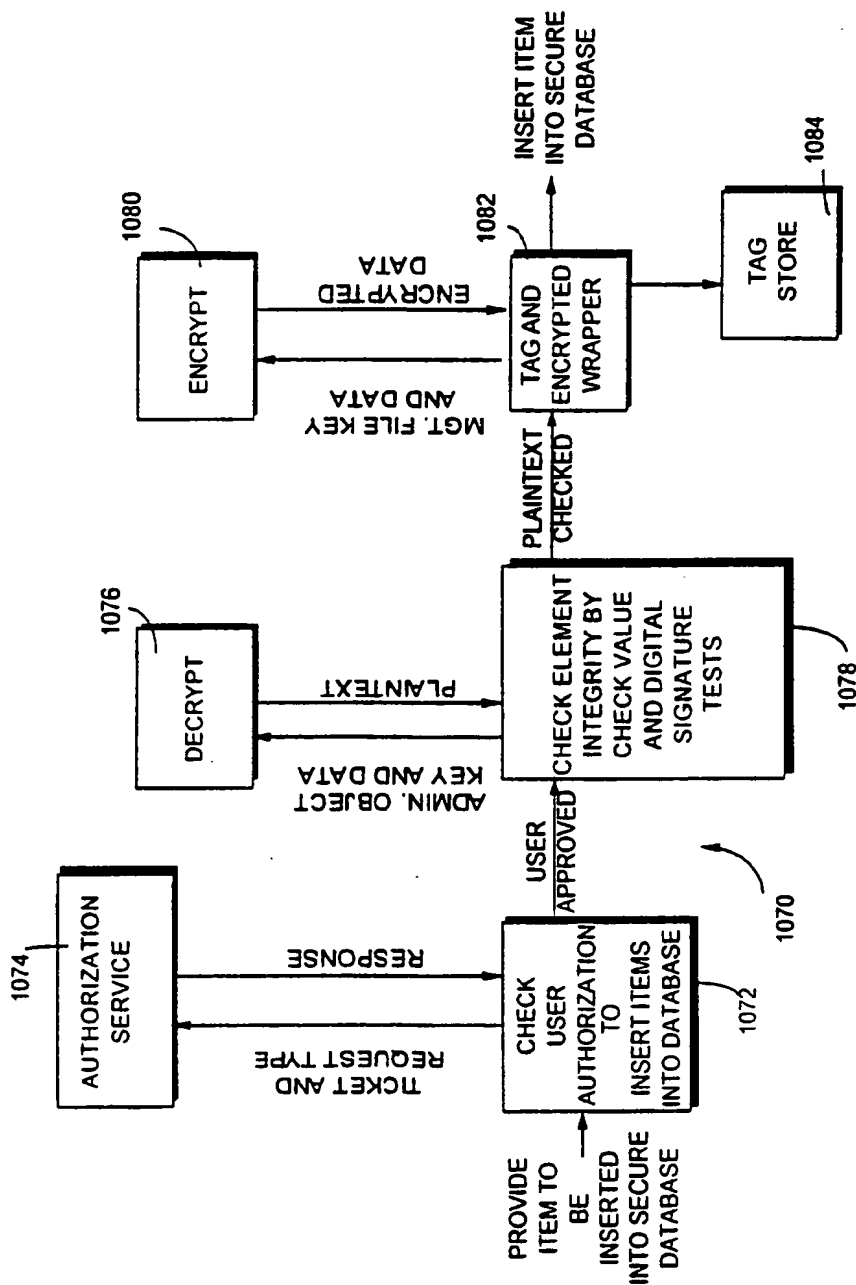 1074
AUTHORIZATION
SERVICE
1076
DECRYPT
1080
ENCRYPT
TICKET AND
REQUEST TYPE
RESPONSE
ADMIN. OBJECT
KEY AND DATA
PLAINTEXT
MGT. FILE KEY
AND DATA
ENCRYPTED
DATA
PROVIDE
ITEM TO
BE
INSERTED
INTO SECURE
DATABASE
CHECK
USER
AUTHORIZATION
TO
INSERT ITEMS
INTO DATABASE
1072
USER
APPROVED
CHECK ELEMENT
INTEGRITY BY
CHECK VALUE
AND DIGITAL
SIGNATURE
TESTS
1078
PLAINTEXT
CHECKED
1082
TAG AND
ENCRYPTED
WRAPPER
INSERT ITEM
INTO SECURE
DATABASE
TAG
STORE
1084
1070